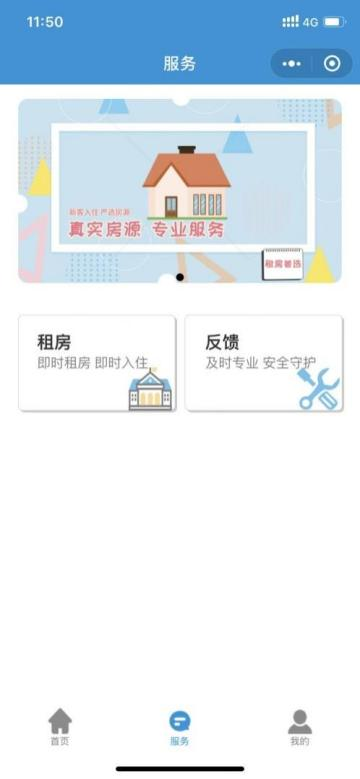 11:50
4G
服务
新客入住 严选房源
真实房源 专业服务
租房首选
租房
即时租房 即时入住
反馈
及时专业 安全守护
首页
服务
我的